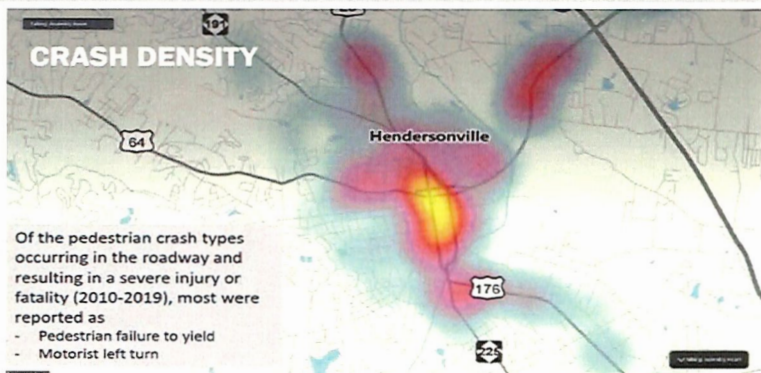 191
25
CRASH DENSITY
Hendersonville
64
Of the pedestrian crash types
occurring in the roadway and
resulting in a severe injury or
fatality (2010-2019), most were
reported as
- Pedestrian failure to yield
- Motorist left turn
176
225